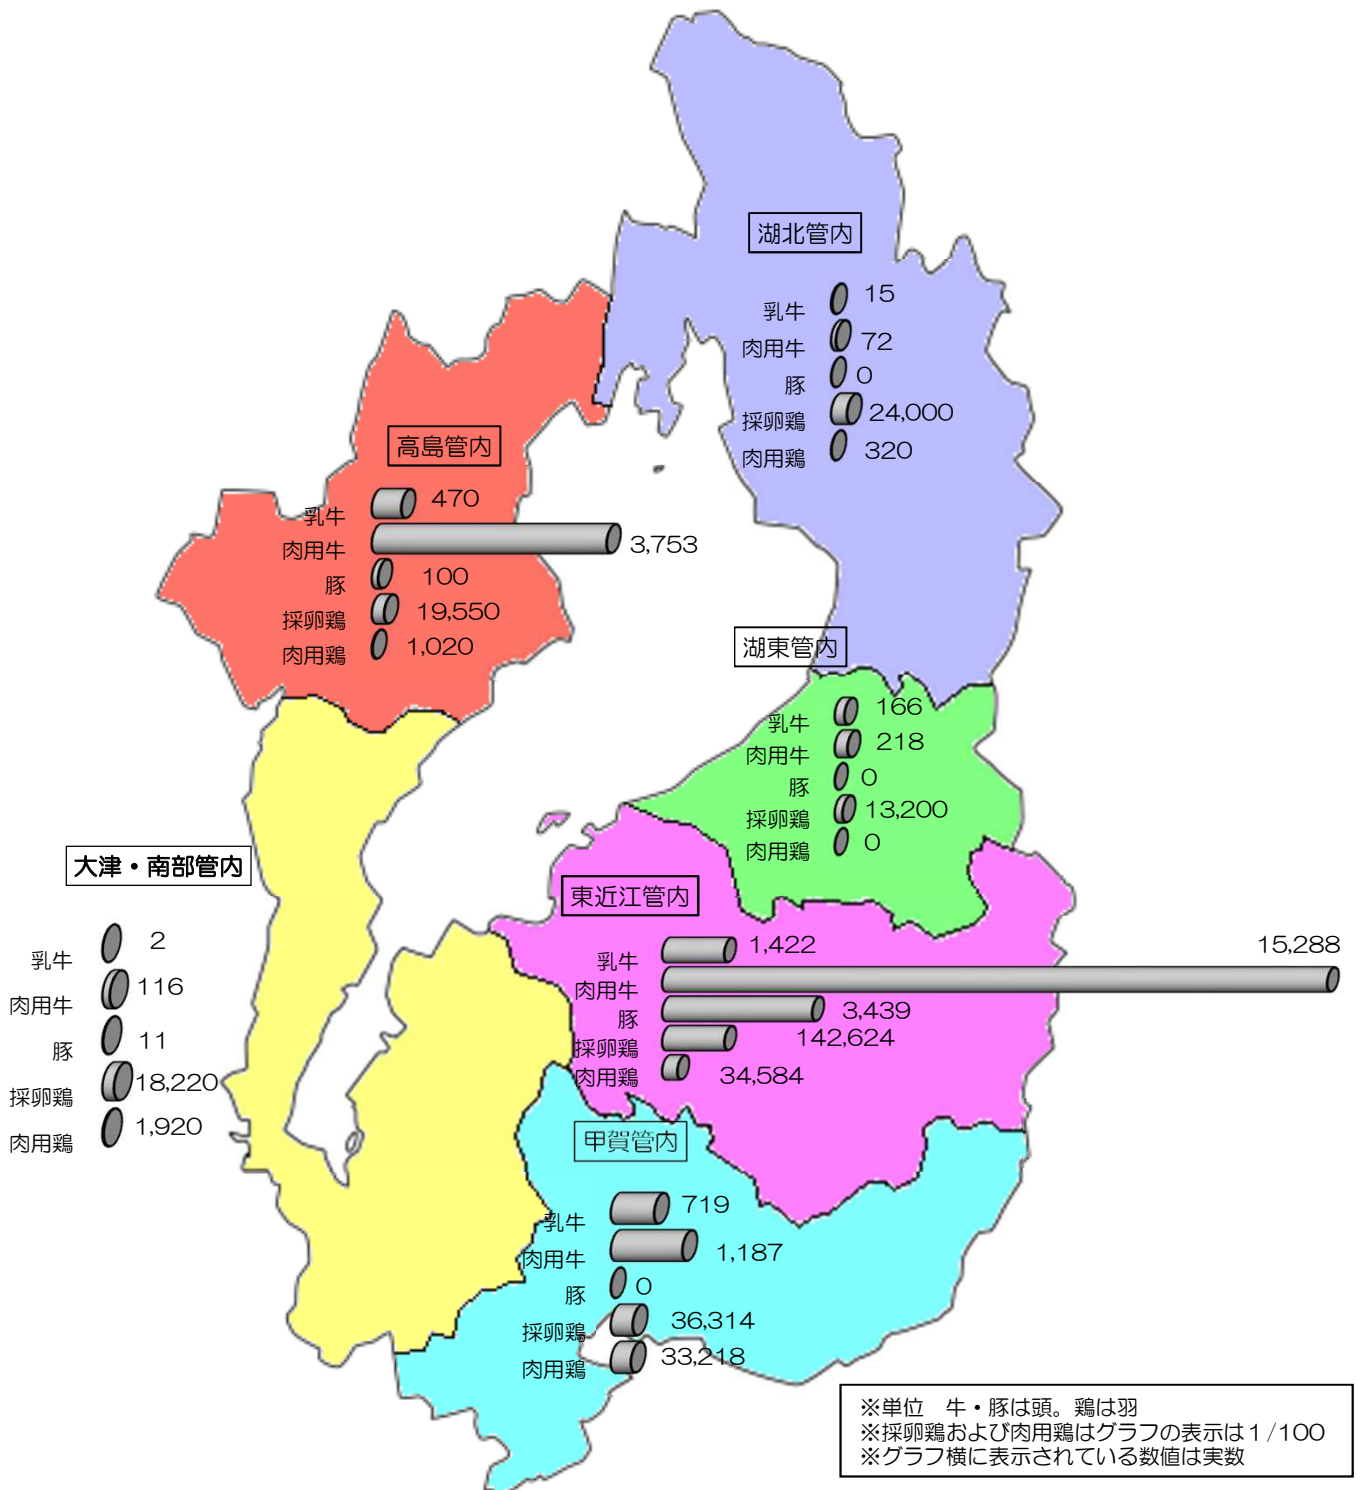 湖北管内
乳牛 15
肉用牛 72
豚 0
採卵鶏 24,000
肉用鶏 320
高島管内
乳牛 470
肉用牛 3,753
豚 100
採卵鶏 19,550
肉用鶏 1,020
湖東管内
乳牛 166
肉用牛 218
豚 0
採卵鶏 13,200
肉用鶏 0
大津・南部管内
乳牛 2
肉用牛 116
豚 11
採卵鶏 18,220
肉用鶏 1,920
東近江管内
乳牛 1,422
肉用牛 15,288
豚 3,439
採卵鶏 142,624
肉用鶏 34,584
甲賀管内
乳牛 719
肉用牛 1,187
豚 0
採卵鶏 36,314
肉用鶏 33,218
※単位 牛・豚は頭。鶏は羽
※採卵鶏および肉用鶏はグラフの表示は1/100
※グラフ横に表示されている数値は実数